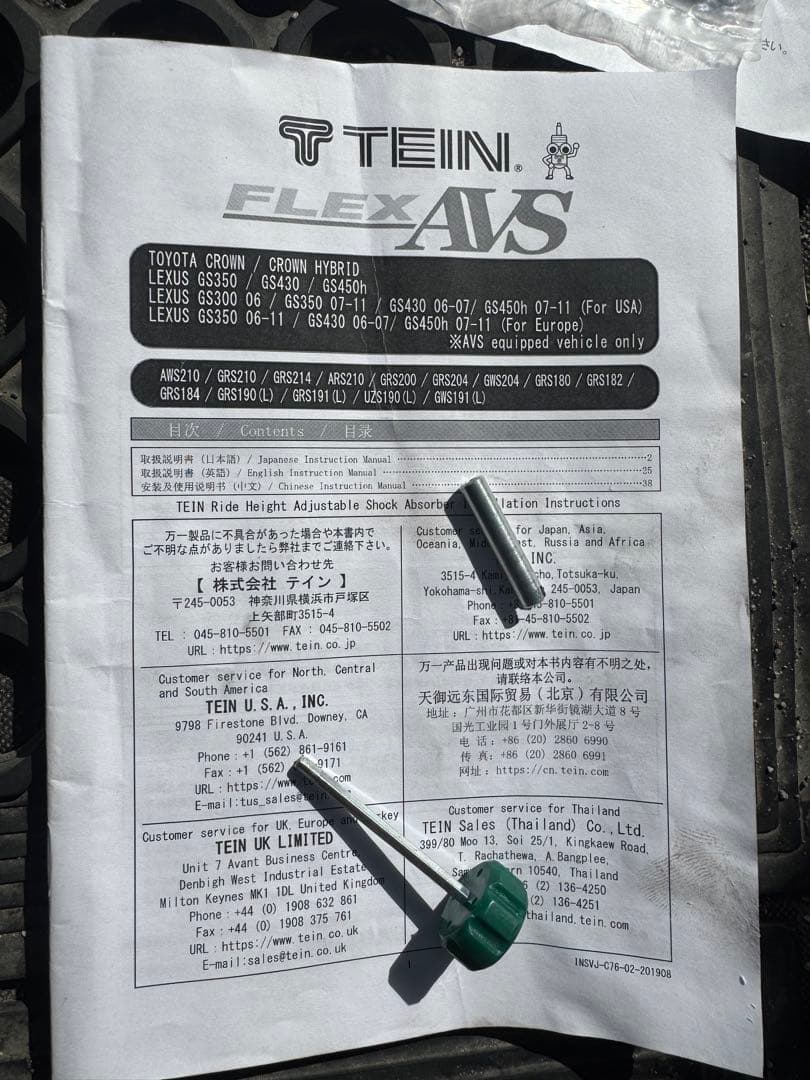 さい。
TEIN®
FLEX AVS
TOYOTA CROWN / CROWN HYBRID
LEXUS GS350 / GS430 / GS450h
LEXUS GS300 06 / GS350 07-11 / GS430 06-07/ GS450h 07-11 (For USA)
LEXUS GS350 06-11 / GS430 06-07/ GS450h 07-11 (For Europe)
※AVS equipped vehicle only
AWS210 / GRS210 / GRS214 / ARS210 / GRS200 / GRS204 / GWS204 / GRS180 / GRS182 /
GRS184 / GRS190(L) / GRS191(L) / UZS190(L) / GWS191(L)
目次 / Contents / 目录
取扱説明書 (日本語) / Japanese Instruction Manual 2
取扱説明書 (英語) / English Instruction Manual 25
安装及使用说明书 (中文) / Chinese Instruction Manual 38
TEIN Ride Height Adjustable Shock Absorber Installation Instructions
万一製品に不具合があった場合や本書内で
ご不明な点がありましたら弊社までご連絡下さい。
お客様お問い合わせ先
【 株式会社 テイン 】
〒245-0053 神奈川県横浜市戸塚区
上矢部町3515-4
TEL : 045-810-5501 FAX : 045-810-5502
URL : https://www.tein.co.jp
Customer for Japan, Asia,
Oceania, Russia and Africa
INC.
3515-4 Totsuka-ku,
Yokohama-shi, 245-0053, Japan
Phone -810-5501
Fax : -45-810-5502
URL : https://www.tein.co.jp
Customer service for North, Central
and South America
TEIN U.S.A., INC.
9798 Firestone Blvd. Downey, CA
90241 U.S.A.
Phone : +1 (562) 861-9161
Fax : +1 (562) 9171
URL : https://www.te .com
E-mail:tus_sales@tein
万一产品出现问题或对本书内容有不明之处,
请联络本公司。
天御远东国际贸易(北京)有限公司
地址 : 广州市花都区新华街镜湖大道 8 号
国光工业园 1 号门外展厅 2-8 号
电 话 : +86 (20) 2860 6990
传 真: +86 (20) 2860 6991
网址 : https://cn.tein.com
Customer service for UK, Europe and key
TEIN UK LIMITED
Unit 7 Avant Business Centre,
Denbigh West Industrial Estate
Milton Keynes MK1 1DL United Kingdom
Phone : +44 (0) 1908 632 861
Fax : +44 (0) 1908 375 761
URL : https://www.tein.co.uk
E-mail:sales@tein.co.uk
Customer service for Thailand
TEIN Sales (Thailand) Co., Ltd.
399/80 Moo 13, Soi 25/1, Kingkaew Road,
T. Rachathewa, A.Bangplee,
10540, Thailand
(2) 136-4250
(2) 136-4251
thailand.tein.com
1
INSVJ-C76-02-201908